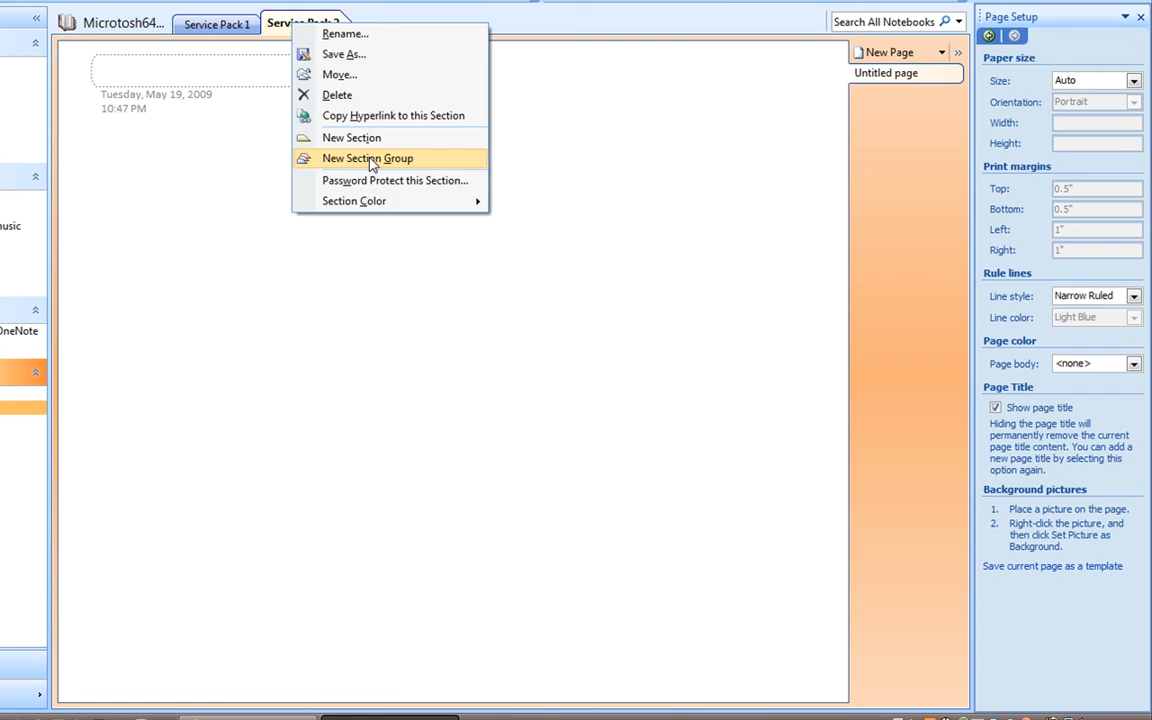 Microtosh64...
Service Pack 1
Service Pack 2
Search All Notebooks
Rename...
Save As...
Move...
Delete
Copy Hyperlink to this Section
New Section
New Section Group
Password Protect this Section...
Section Color
Tuesday, May 19, 2009
10:47 PM
usic
OneNote
New Page
Untitled page
Page Setup
Paper size
Size: Auto
Orientation: Portrait
Width:
Height:
Print margins
Top: 0.5"
Bottom: 0.5"
Left: 1"
Right: 1"
Rule lines
Line style: Narrow Ruled
Line color: Light Blue
Page color
Page body: <none>
Page Title
Show page title
Hiding the page title will
permanently remove the current
page title content. You can add
a new page title by selecting this
option again.
Background pictures
1. Place a picture on the page.
2. Right-click the picture, and
then click Set Picture as
Background.
Save current page as a template